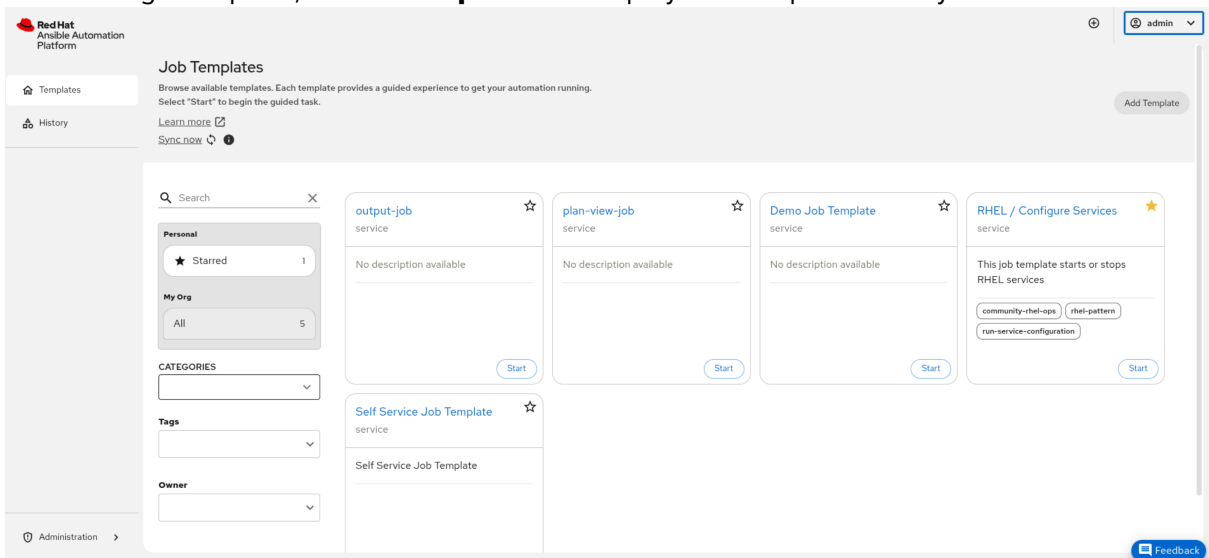 Red Hat
Ansible Automation
Platform
admin
Templates
History
Job Templates
Browse available templates. Each template provides a guided experience to get your automation running.
Select "Start" to begin the guided task.
Learn more
Sync now
Add Template
Search
Personal
Starred 1
My Org
All 5
CATEGORIES
Tags
Owner
output-job
service
No description available
Start
plan-view-job
service
No description available
Start
Demo Job Template
service
No description available
Start
RHEL / Configure Services
service
This job template starts or stops
RHEL services
community-rhel-ops rhel-pattern
run-service-configuration
Start
Self Service Job Template
service
Self Service Job Template
Administration
Feedback